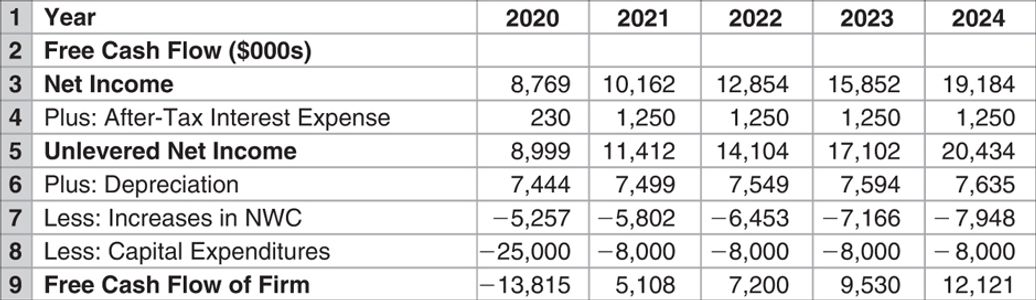 1 Year 2020 2021 2022 2023 2024
2 Free Cash Flow ($000s)
3 Net Income 8,769 10,162 12,854 15,852 19,184
4 Plus: After-Tax Interest Expense 230 1,250 1,250 1,250 1,250
5 Unlevered Net Income 8,999 11,412 14,104 17,102 20,434
6 Plus: Depreciation 7,444 7,499 7,549 7,594 7,635
7 Less: Increases in NWC −5,257 −5,802 −6,453 −7,166 − 7,948
8 Less: Capital Expenditures −25,000 −8,000 −8,000 −8,000 − 8,000
9 Free Cash Flow of Firm −13,815 5,108 7,200 9,530 12,121